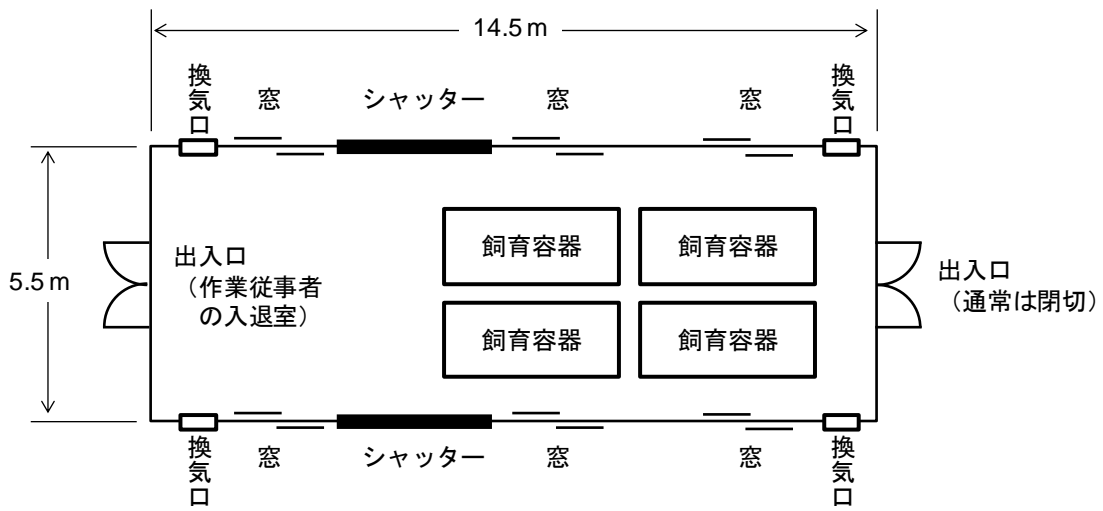 14.5 m
換気口
窓
シャッター
窓
窓
換気口
5.5 m
出入口
（作業従事者
の入退室）
飼育容器
飼育容器
飼育容器
飼育容器
出入口
（通常は閉切）
換気口
窓
シャッター
窓
窓
換気口